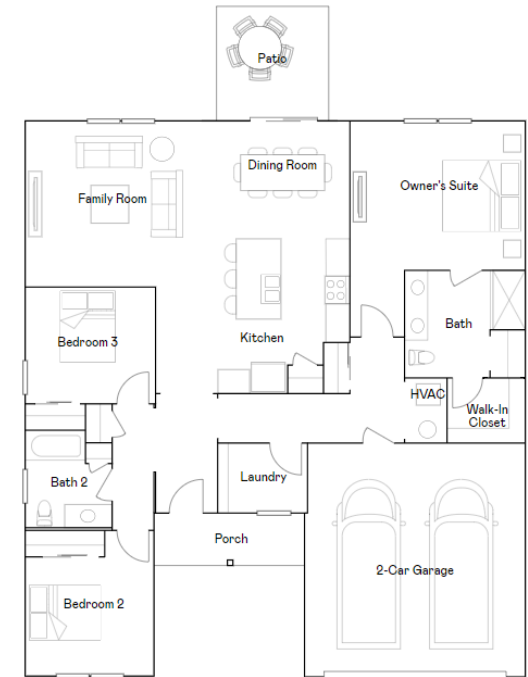 Patio
Dining Room
Family Room
Owner's Suite
Bath
Kitchen
Bedroom 3
HVAC
Walk-In
Closet
Laundry
Bath 2
Porch
2-Car Garage
Bedroom 2